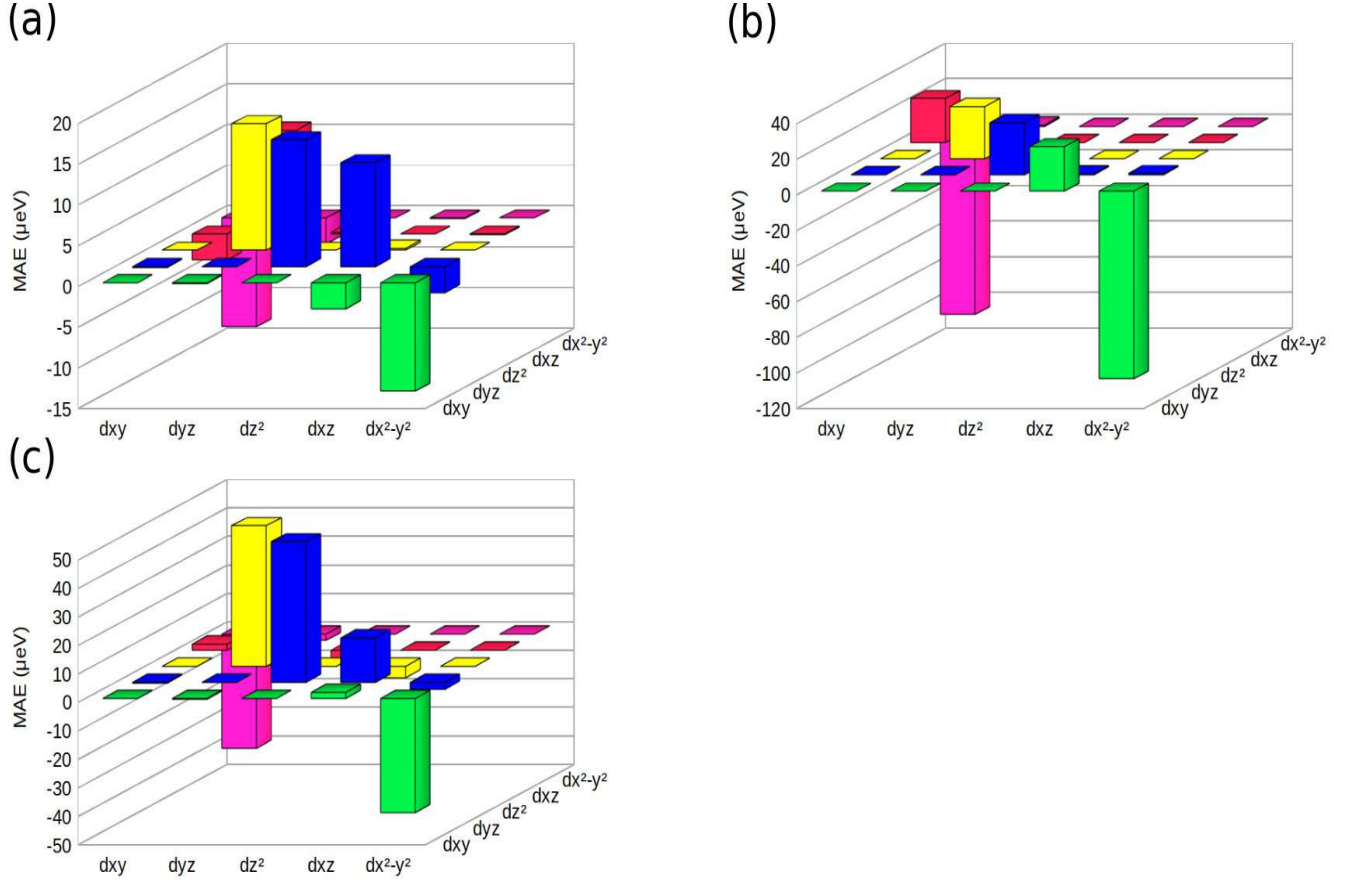 (a)
20
15
10
5
0
-5
-10
-15
MAE (µeV)
dxy dyz dz² dxz dx²-y²
dxy
dyz
dz²
dxz
dx²-y²
(b)
40
20
0
-20
-40
-60
-80
-100
-120
MAE (µeV)
dxy dyz dz² dxz dx²-y²
dxy
dyz
dz²
dxz
dx²-y²
(c)
50
40
30
20
10
0
-10
-20
-30
-40
-50
MAE (µeV)
dxy dyz dz² dxz dx²-y²
dxy
dyz
dz²
dxz
dx²-y²